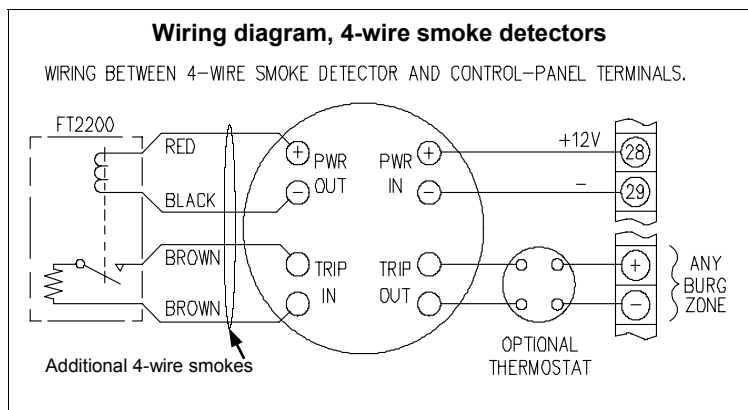 Wiring diagram, 4-wire smoke detectors
WIRING BETWEEN 4-WIRE SMOKE DETECTOR AND CONTROL-PANEL TERMINALS.
FT2200
RED
BLACK
BROWN
BROWN
+ PWR
- OUT
TRIP
IN
PWR +
IN -
TRIP
OUT
+12V
-
28
29
+
-
ANY
BURG
ZONE
OPTIONAL
THERMOSTAT
Additional 4-wire smokes